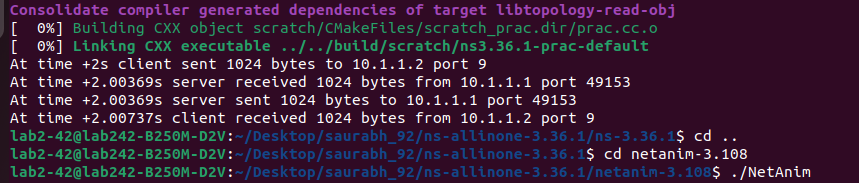 Consolidate compiler generated dependencies of target libtopology-read-obj
[  0%] Building CXX object scratch/CMakeFiles/scratch_prac.dir/prac.cc.o
[  0%] Linking CXX executable ../../build/scratch/ns3.36.1-prac-default
At time +2s client sent 1024 bytes to 10.1.1.2 port 9
At time +2.00369s server received 1024 bytes from 10.1.1.1 port 49153
At time +2.00369s server sent 1024 bytes to 10.1.1.1 port 49153
At time +2.00737s client received 1024 bytes from 10.1.1.2 port 9
lab2-42@lab242-B250M-D2V:~/Desktop/saurabh_92/ns-allinone-3.36.1/ns-3.36.1$ cd ..
lab2-42@lab242-B250M-D2V:~/Desktop/saurabh_92/ns-allinone-3.36.1$ cd netanim-3.108
lab2-42@lab242-B250M-D2V:~/Desktop/saurabh_92/ns-allinone-3.36.1/netanim-3.108$ ./NetAnim